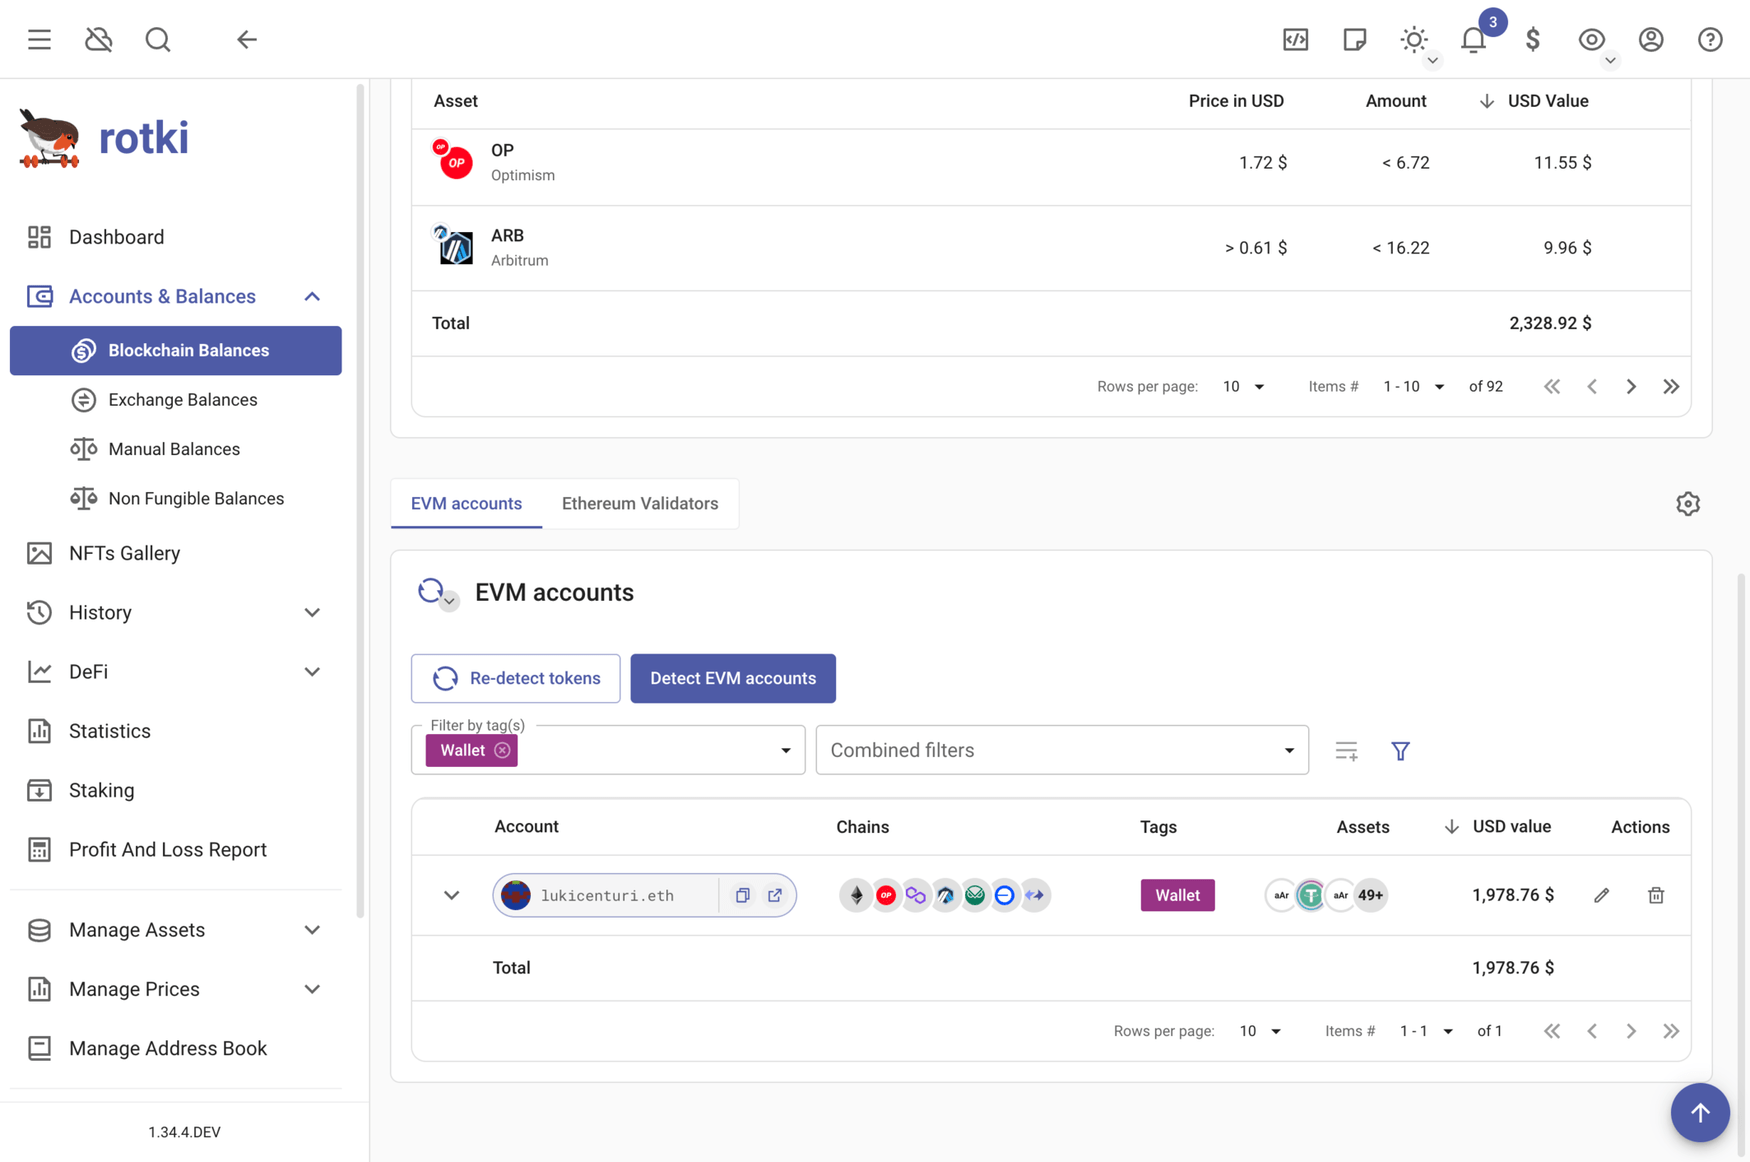 3
rotki
Dashboard
Accounts & Balances
Blockchain Balances
Exchange Balances
Manual Balances
Non Fungible Balances
NFTs Gallery
History
DeFi
Statistics
Staking
Profit And Loss Report
Manage Assets
Manage Prices
Manage Address Book
1.34.4.DEV
Asset Price in USD Amount USD Value
OP OP OP 1.72 $ < 6.72 11.55 $
Optimism
ARB > 0.61 $ < 16.22 9.96 $
Arbitrum
Total 2,328.92 $
Rows per page: 10 Items # 1 - 10 of 92
EVM accounts Ethereum Validators
EVM accounts
Re-detect tokens Detect EVM accounts
Filter by tag(s)
Wallet Combined filters
Account Chains Tags Assets USD value Actions
lukicenturi.eth OP Wallet aAr T aAr 49+ 1,978.76 $
Total 1,978.76 $
Rows per page: 10 Items # 1 - 1 of 1